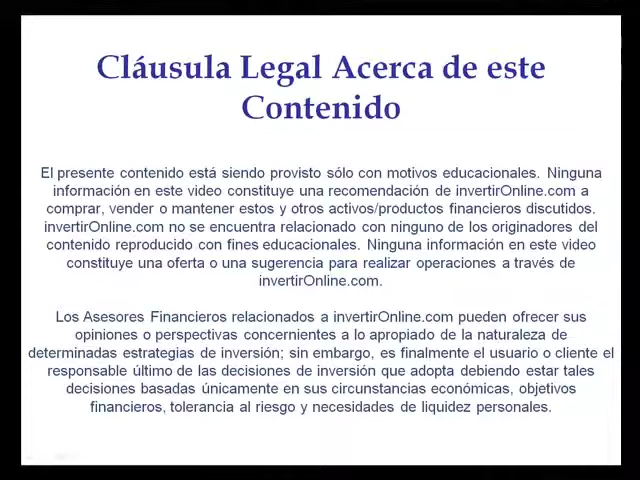 Cláusula Legal Acerca de este
Contenido
El presente contenido está siendo provisto sólo con motivos educacionales. Ninguna
información en este video constituye una recomendación de invertirOnline.com a
comprar, vender o mantener estos y otros activos/productos financieros discutidos.
invertirOnline.com no se encuentra relacionado con ninguno de los originadores del
contenido reproducido con fines educacionales. Ninguna información en este video
constituye una oferta o una sugerencia para realizar operaciones a través de
invertirOnline.com.
Los Asesores Financieros relacionados a invertirOnline.com pueden ofrecer sus
opiniones o perspectivas concernientes a lo apropiado de la naturaleza de
determinadas estrategias de inversión; sin embargo, es finalmente el usuario o cliente el
responsable último de las decisiones de inversión que adopta debiendo estar tales
decisiones basadas únicamente en sus circunstancias económicas, objetivos
financieros, tolerancia al riesgo y necesidades de liquidez personales.